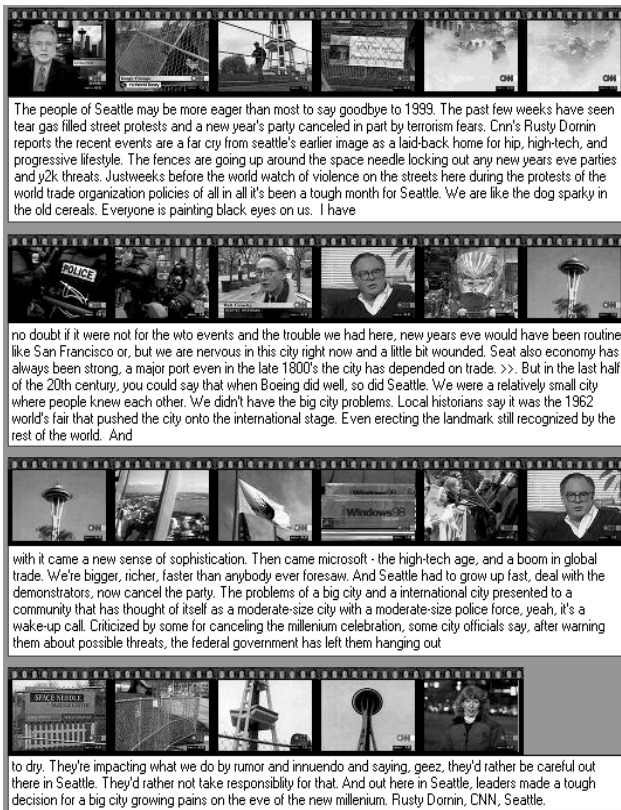 The people of Seattle may be more eager than most to say goodbye to 1999. The past few weeks have seen
tear gas filled street protests and a new year's party canceled in part by terrorism fears. Cnn's Rusty Dornin
reports the recent events are a far cry from seattle's earlier image as a laid-back home for hip, high-tech, and
progressive lifestyle. The fences are going up around the space needle locking out any new years eve parties
and y2k threats. Justweeks before the world watch of violence on the streets here during the protests of the
world trade organization policies of all in all it's been a tough month for Seattle. We are like the dog sparky in
the old cereals. Everyone is painting black eyes on us. I have
POLICE
no doubt if it were not for the wto events and the trouble we had here, new years eve would have been routine
like San Francisco or, but we are nervous in this city right now and a little bit wounded. Seat also economy has
always been strong, a major port even in the late 1800's the city has depended on trade. >>. But in the last half
of the 20th century, you could say that when Boeing did well, so did Seattle. We were a relatively small city
where people knew each other. We didn't have the big city problems. Local historians say it was the 1962
world's fair that pushed the city onto the international stage. Even erecting the landmark still recognized by the
rest of the world. And
Windows98
with it came a new sense of sophistication. Then came microsoft - the high-tech age, and a boom in global
trade. We're bigger, richer, faster than anybody ever foresaw. And Seattle had to grow up fast, deal with the
demonstrators, now cancel the party. The problems of a big city and a international city presented to a
community that has thought of itself as a moderate-size city with a moderate-size police force, yeah, it's a
wake-up call. Criticized by some for canceling the millenium celebration, some city officials say, after warning
them about possible threats, the federal government has left them hanging out
SPACE NEEDLE
to dry. They're impacting what we do by rumor and innuendo and saying, geez, they'd rather be careful out
there in Seattle. They'd rather not take responsiblity for that. And out here in Seattle, leaders made a tough
decision for a big city growing pains on the eve of the new millenium. Rusty Dornin, CNN, Seattle.